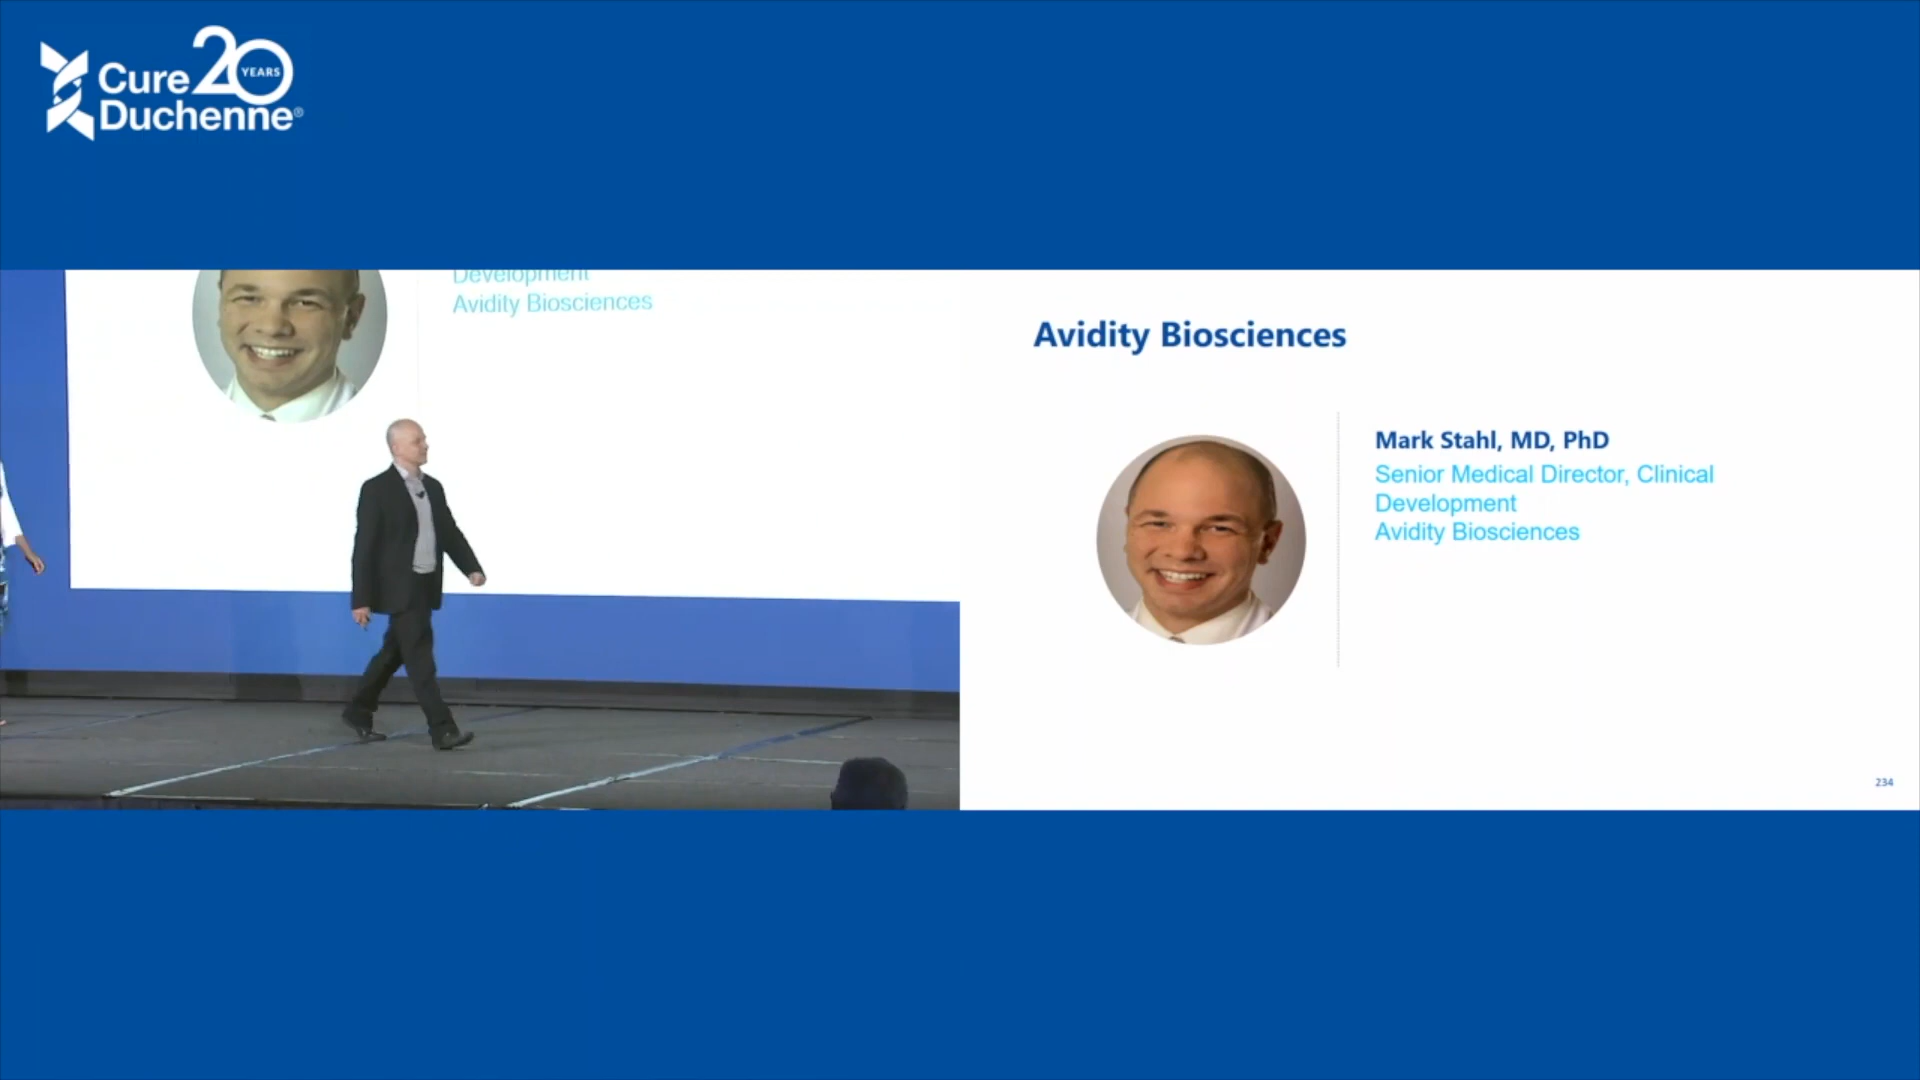 Cure 20 YEARS
Duchenne®
Development
Avidity Biosciences
Avidity Biosciences
Mark Stahl, MD, PhD
Senior Medical Director, Clinical
Development
Avidity Biosciences
234